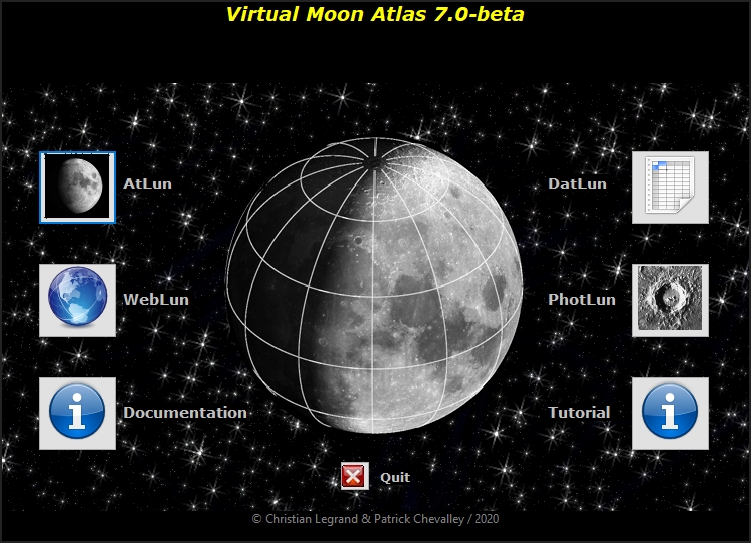 Virtual Moon Atlas 7.0-beta
AtLun
DatLun
WebLun
PhotLun
Documentation
Tutorial
Quit
© Christian Legrand & Patrick Chevalley / 2020